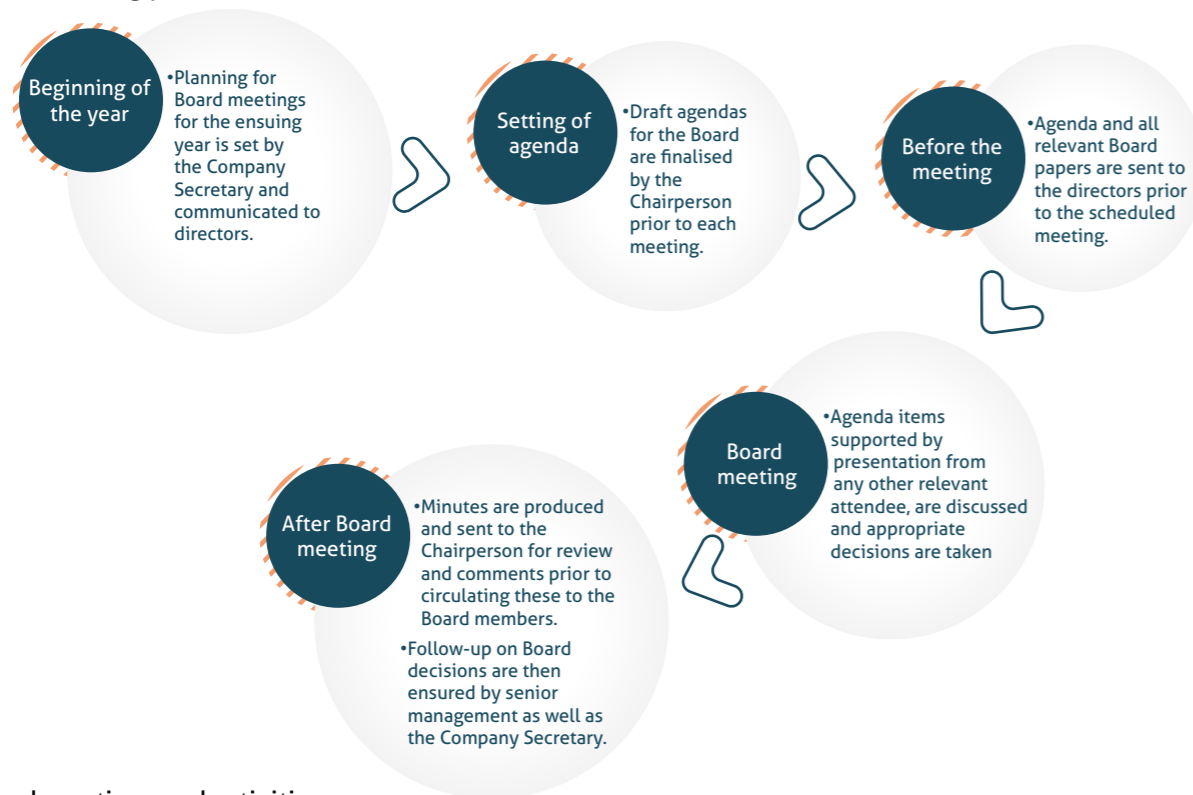 Beginning of
the year
•Planning for
Board meetings
for the ensuing
year is set by
the Company
Secretary and
communicated to
directors.
Setting of
agenda
•Draft agendas
for the Board
are finalised
by the
Chairperson
prior to each
meeting.
Before the
meeting
•Agenda and all
relevant Board
papers are sent to
the directors prior
to the scheduled
meeting.
Board
meeting
•Agenda items
supported by
presentation from
any other relevant
attendee, are discussed
and appropriate
decisions are taken
After Board
meeting
•Minutes are produced
and sent to the
Chairperson for review
and comments prior to
circulating these to the
Board members.
•Follow-up on Board
decisions are then
ensured by senior
management as well as
the Company Secretary.